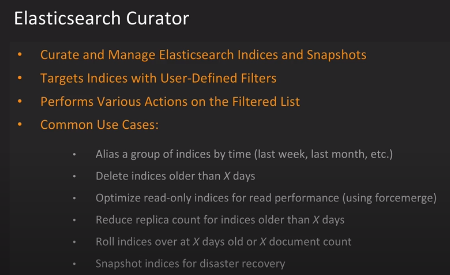 Elasticsearch Curator
• Curate and Manage Elasticsearch Indices and Snapshots
• Targets Indices with User-Defined Filters
• Performs Various Actions on the Filtered List
• Common Use Cases:
• Alias a group of indices by time (last week, last month, etc.)
• Delete indices older than X days
• Optimize read-only indices for read performance (using forcemerge)
• Reduce replica count for indices older than X days
• Roll indices over at X days old or X document count
• Snapshot indices for disaster recovery